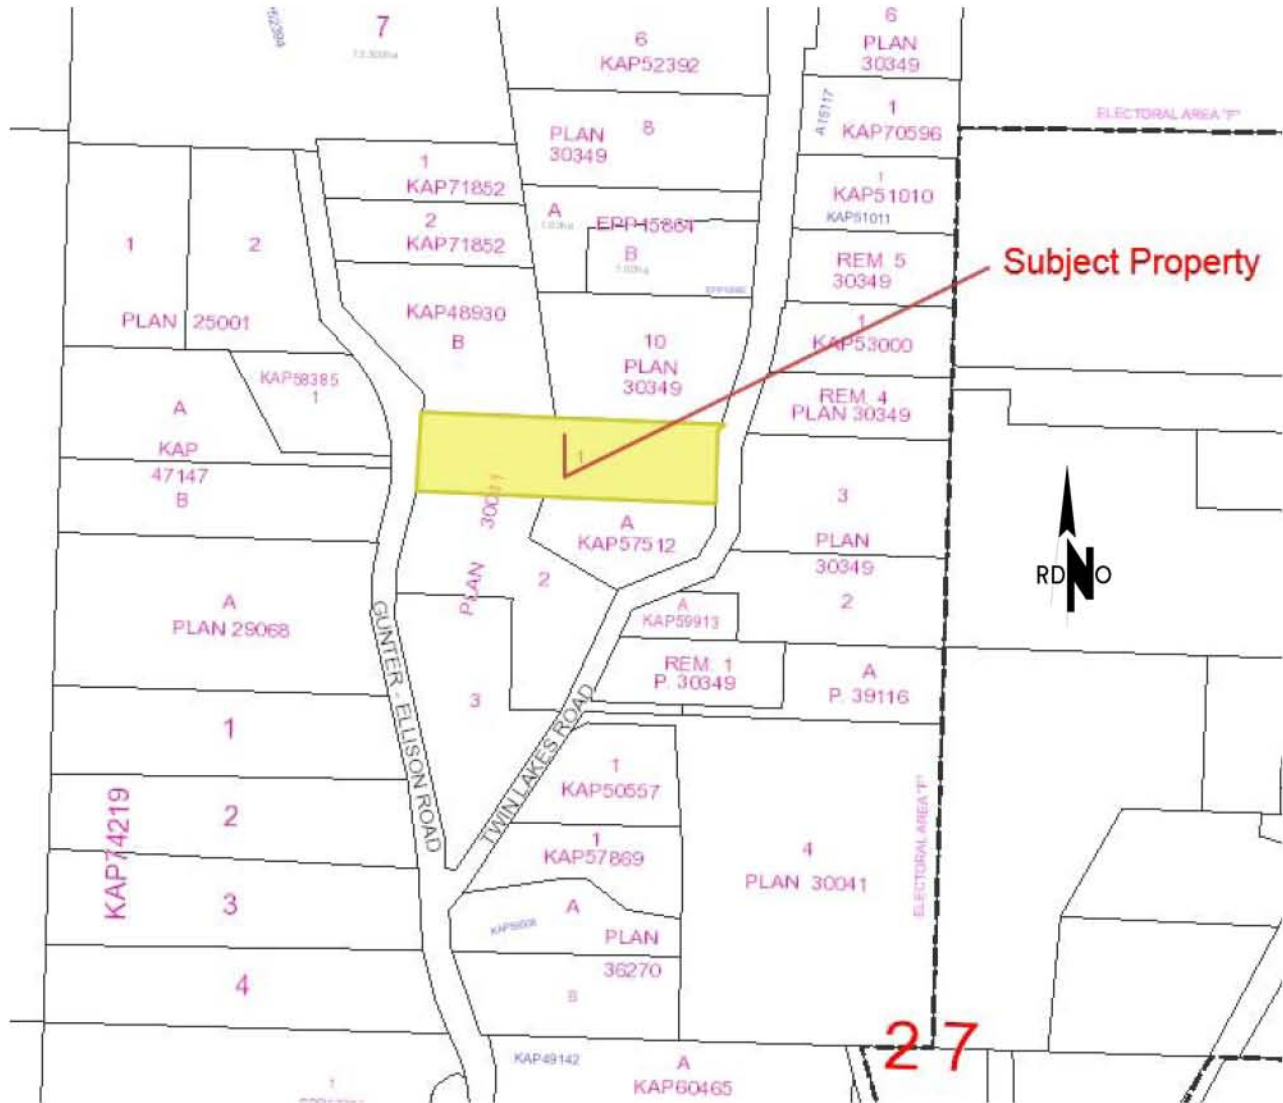 7
6
KAP52392
6
PLAN
30349
8
PLAN
30349
A15117
1
KAP70596
ELECTORAL AREA "F"
1
KAP71852
2
KAP71852
A
EPP15864
B
1
KAP51010
KAP51011
1
2
PLAN 25001
REM. 5
30349
Subject Property
KAP48930
B
10
PLAN
30349
1
KAP53000
KAP58385
1
REM. 4
PLAN 30349
A
KAP
47147
B
1
PLAN
2
A
KAP57512
3
PLAN
30349
2
RDNO
A
PLAN 29068
GUNTER - ELLISON ROAD
3
A
KAP59913
REM. 1
P. 30349
A
P. 39116
TWIN LAKES ROAD
1
2
3
4
KAP74219
1
KAP50557
1
KAP57869
4
PLAN 30041
ELECTORAL AREA "F"
A
PLAN
36270
B
27
KAP49142
A
KAP60465
1